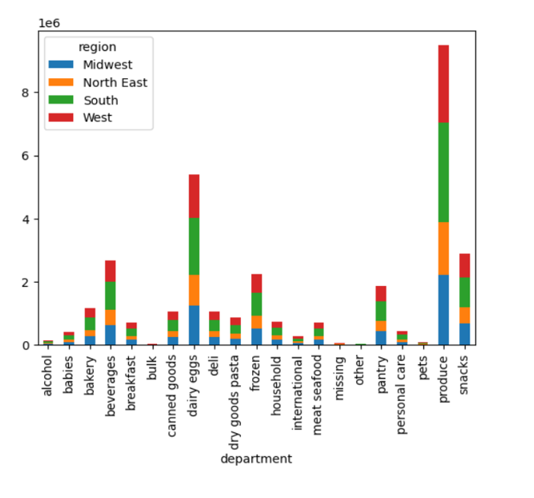 1e6
region
Midwest
North East
South
West
8
6
4
2
0
alcohol
babies
bakery
beverages
breakfast
bulk
canned goods
dairy eggs
deli
dry goods pasta
frozen
household
international
meat seafood
missing
other
pantry
personal care
pets
produce
snacks
department